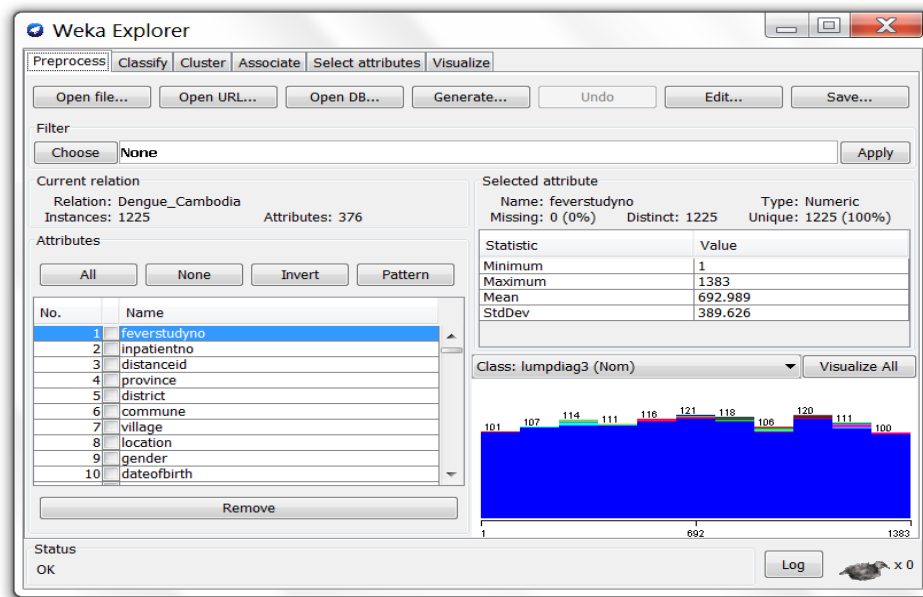 Weka Explorer
Preprocess Classify Cluster Associate Select attributes Visualize
Open file... Open URL... Open DB... Generate... Undo Edit... Save...
Filter
Choose None Apply
Current relation
Relation: Dengue_Cambodia
Instances: 1225 Attributes: 376
Attributes
All None Invert Pattern
No. Name
1 feverstudyno
2 inpatientno
3 distanceid
4 province
5 district
6 commune
7 village
8 location
9 gender
10 dateofbirth
Remove
Selected attribute
Name: feverstudyno Type: Numeric
Missing: 0 (0%) Distinct: 1225 Unique: 1225 (100%)
Statistic Value
Minimum 1
Maximum 1383
Mean 692.989
StdDev 389.626
Class: lumpdiag3 (Nom) Visualize All
101 107 114 111 116 121 118 106 120 111 100
1 692 1383
Status
OK
Log x 0